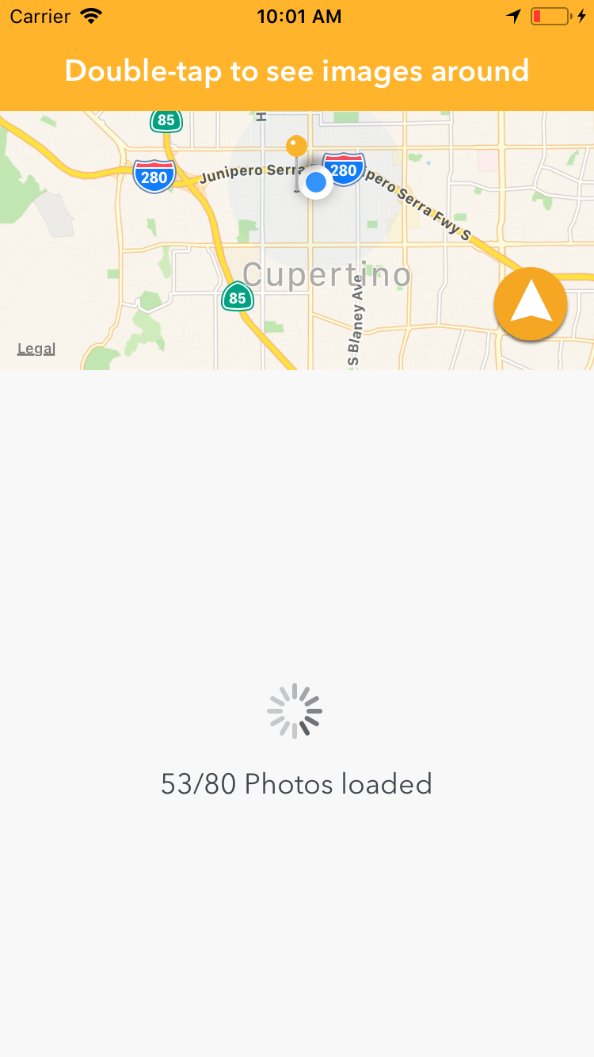 Carrier 10:01 AM
Double-tap to see images around
85
H
280
Junipero Serra
280
pero Serra Fwy S
Cupertino
85
S Blaney Ave
Legal
53/80 Photos loaded